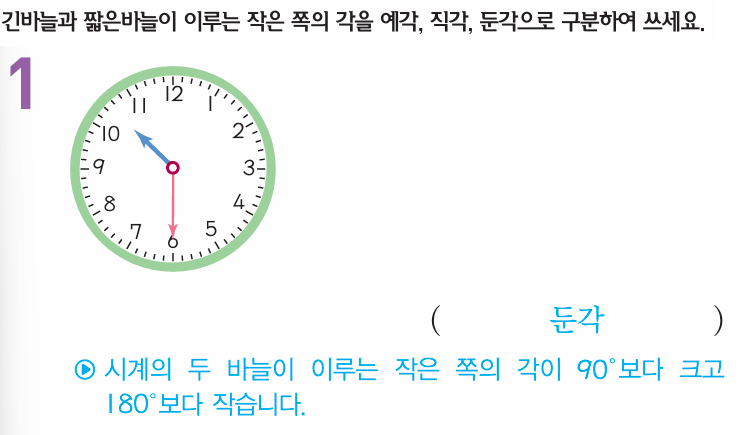 긴바늘과 짧은바늘이 이루는 작은 쪽의 각을 예각, 직각, 둔각으로 구분하여 쓰세요.
1
12
11 1
10 2
9 3
8 4
7 5
6
( 둔각 )
시계의 두 바늘이 이루는 작은 쪽의 각이 90°보다 크고
180°보다 작습니다.